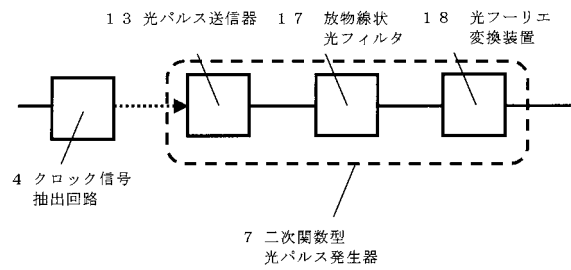 １３ 光パルス送信器
１７ 放物線状
光フィルタ
１８ 光フーリエ
変換装置
４ クロック信号
抽出回路
７ 二次関数型
光パルス発生器